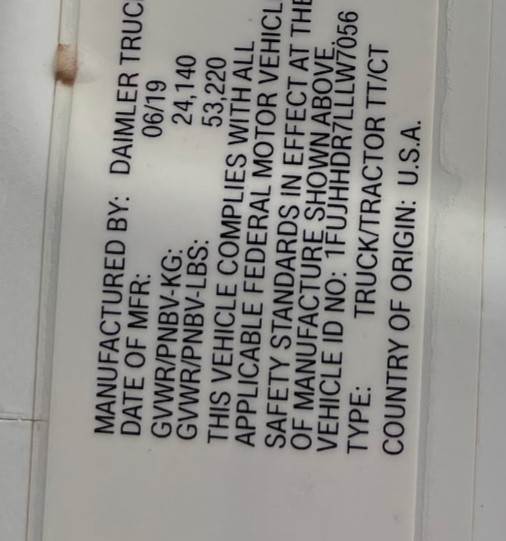 MANUFACTURED BY: DAIMLER TRUC
DATE OF MFR: 06/19
GVWR/PNBV-KG: 24,140
GVWR/PNBV-LBS: 53,220
THIS VEHICLE COMPLIES WITH ALL
APPLICABLE FEDERAL MOTOR VEHICL
SAFETY STANDARDS IN EFFECT AT THE
OF MANUFACTURE SHOWN ABOVE.
VEHICLE ID NO: 1FUJHHDR7LLLW7056
TYPE: TRUCK/TRACTOR TT/CT
COUNTRY OF ORIGIN: U.S.A.